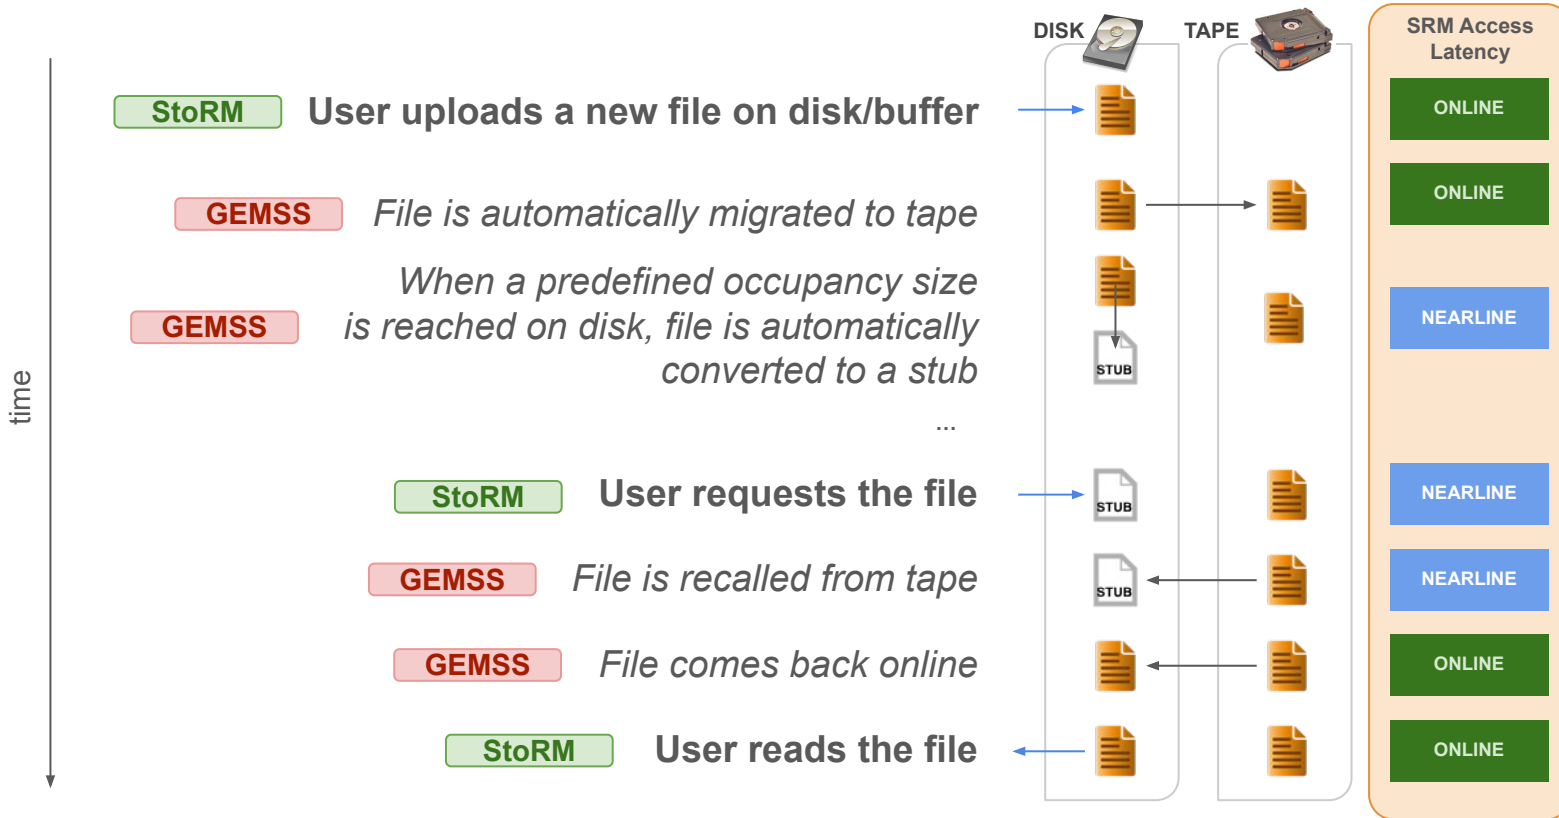 DISK
TAPE
SRM Access
Latency
StoRM User uploads a new file on disk/buffer ONLINE
GEMSS File is automatically migrated to tape ONLINE
When a predefined occupancy size
GEMSS is reached on disk, file is automatically NEARLINE
converted to a stub
STUB
...
time
StoRM User requests the file STUB NEARLINE
GEMSS File is recalled from tape STUB NEARLINE
GEMSS File comes back online ONLINE
StoRM User reads the file ONLINE